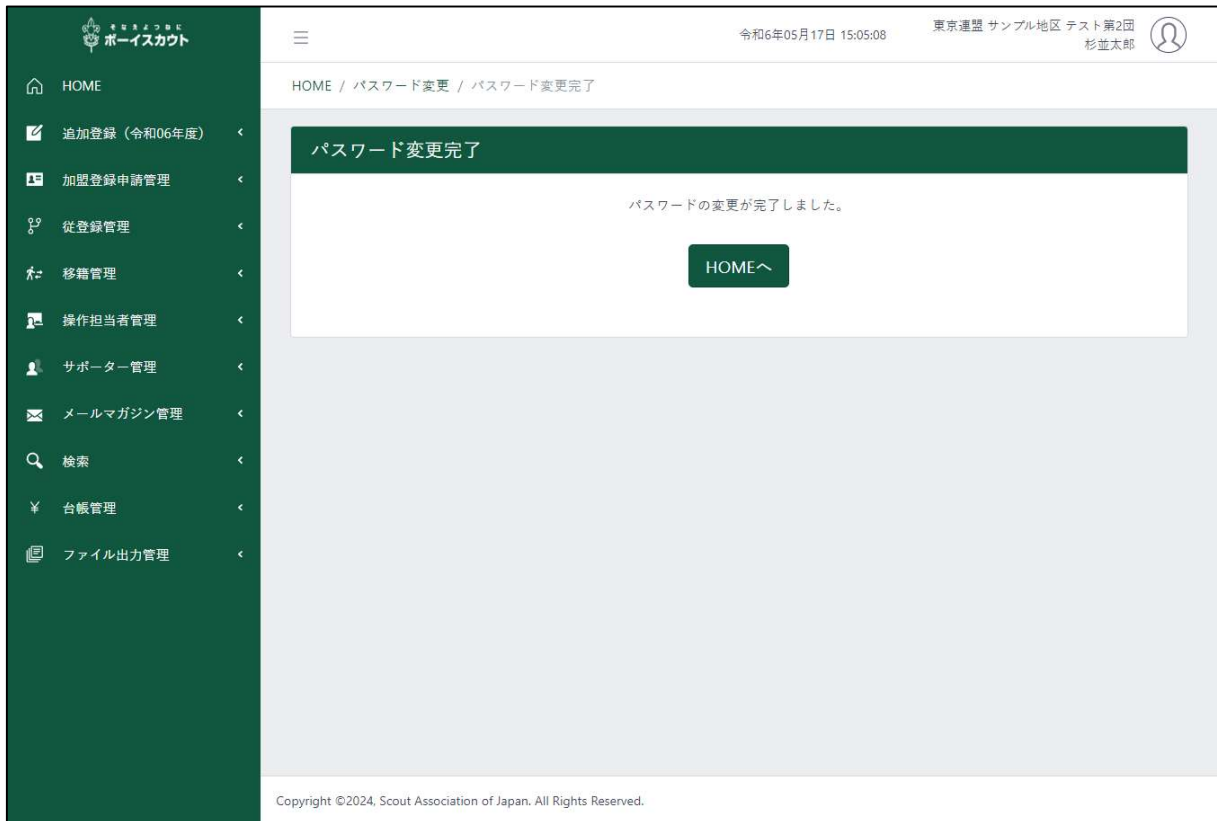 そなえよつねに
ボーイスカウト
令和6年05月17日 15:05:08
東京連盟 サンプル地区 テスト第2団
杉並太郎
HOME
追加登録（令和06年度）
加盟登録申請管理
従登録管理
移籍管理
操作担当者管理
サポーター管理
メールマガジン管理
検索
¥ 台帳管理
ファイル出力管理
HOME / パスワード変更 / パスワード変更完了
パスワード変更完了
パスワードの変更が完了しました。
HOMEへ
Copyright ©2024, Scout Association of Japan. All Rights Reserved.